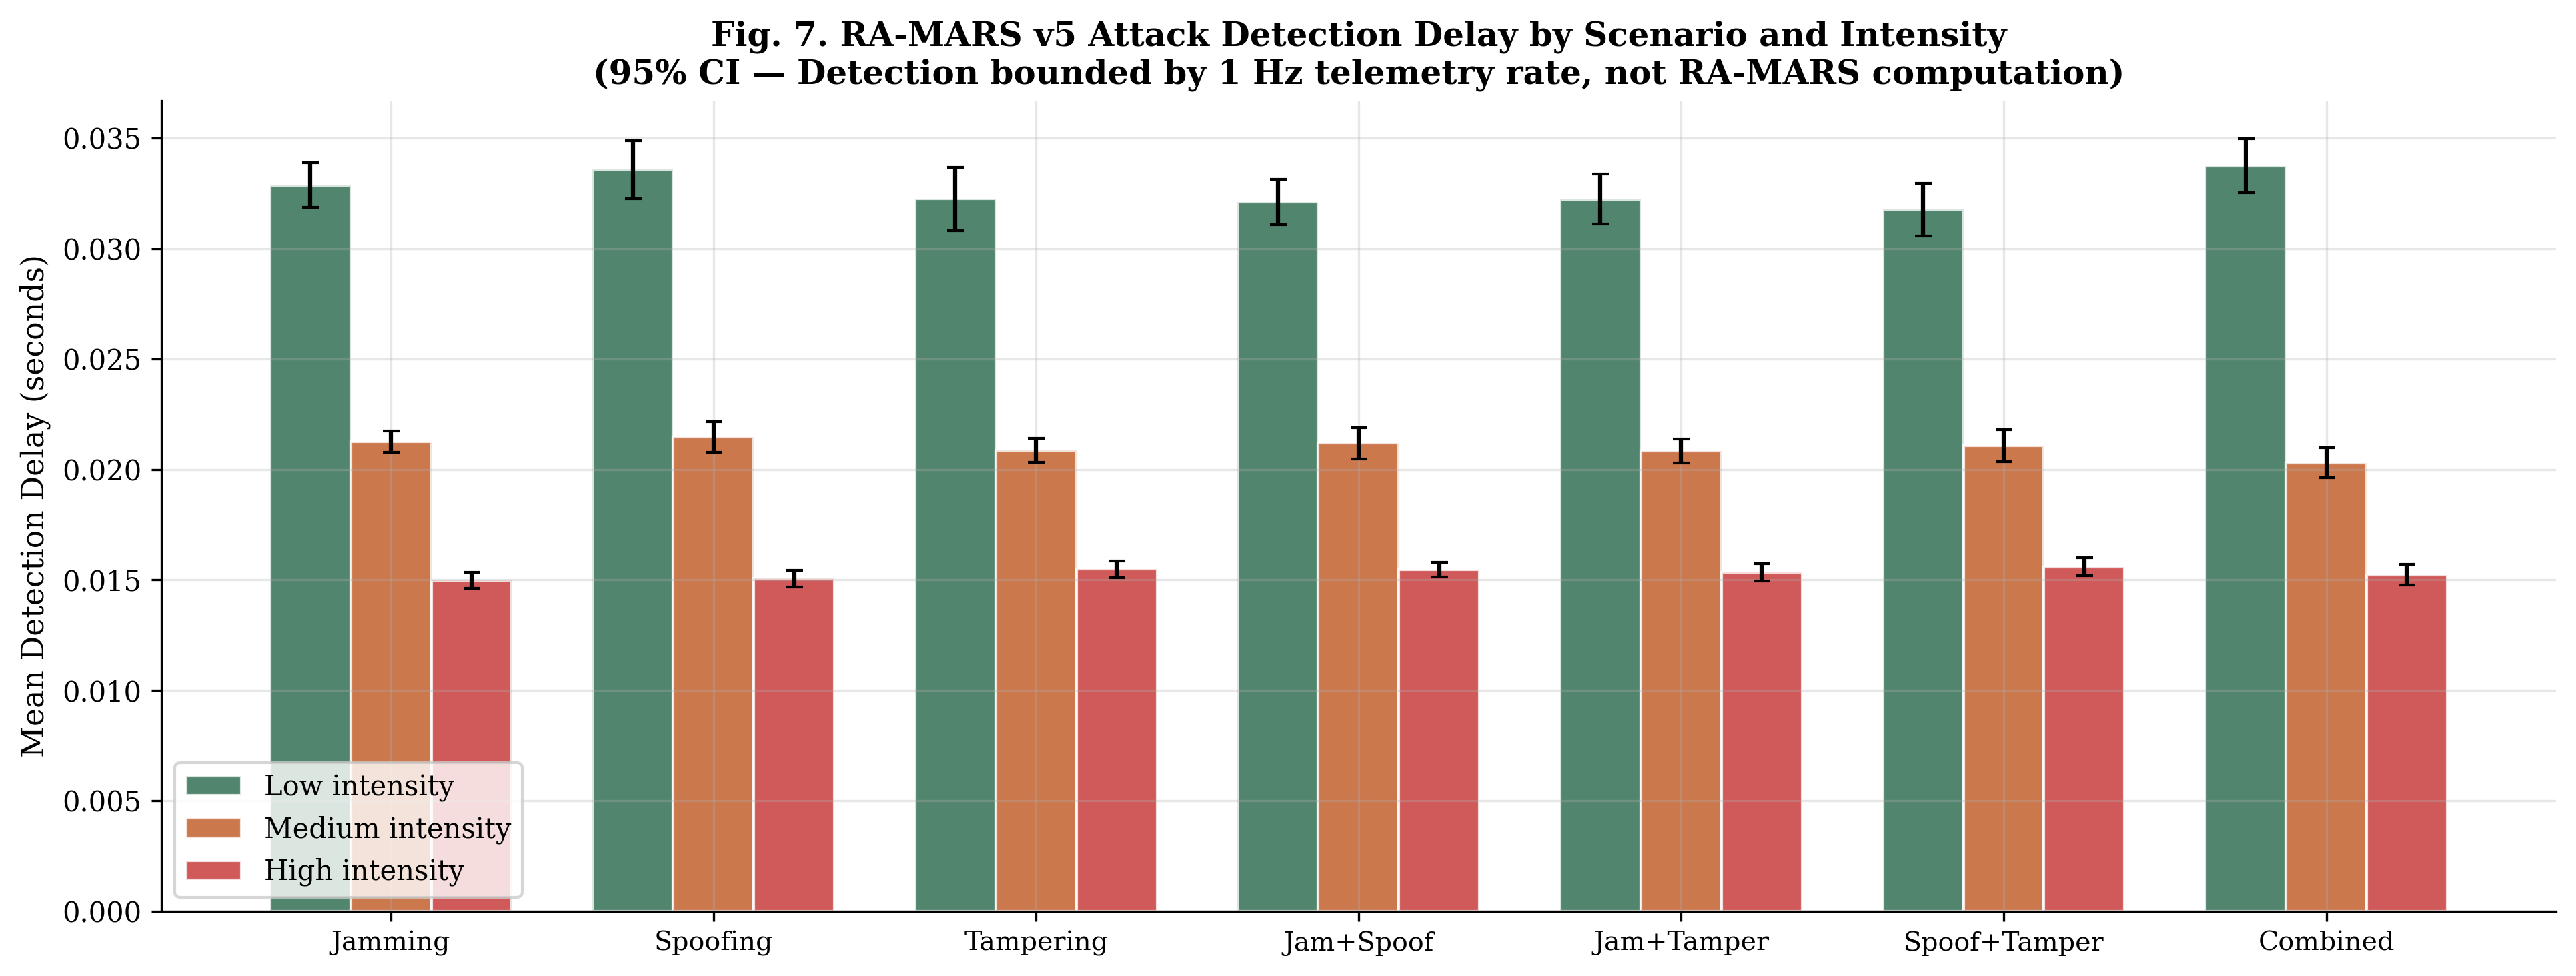 Fig. 7. RA-MARS v5 Attack Detection Delay by Scenario and Intensity
(95% CI — Detection bounded by 1 Hz telemetry rate, not RA-MARS computation)
Mean Detection Delay (seconds)
0.035
0.030
0.025
0.020
0.015
0.010
0.005
0.000
Low intensity
Medium intensity
High intensity
Jamming
Spoofing
Tampering
Jam+Spoof
Jam+Tamper
Spoof+Tamper
Combined